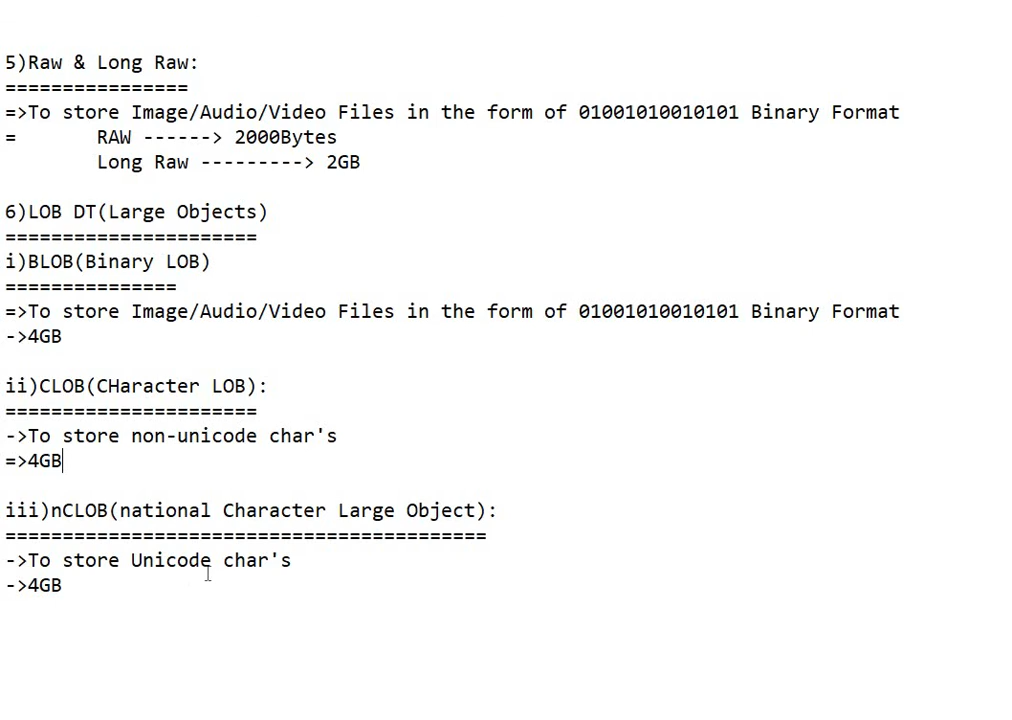 5)Raw & Long Raw:
================
=>To store Image/Audio/Video Files in the form of 01001010010101 Binary Format
=        RAW ------> 2000Bytes
        Long Raw ---------> 2GB
6)LOB DT(Large Objects)
======================
i)BLOB(Binary LOB)
===============
=>To store Image/Audio/Video Files in the form of 01001010010101 Binary Format
->4GB
ii)CLOB(CHaracter LOB):
======================
->To store non-unicode char's
=>4GB
iii)nCLOB(national Character Large Object):
==========================================
->To store Unicode char's
->4GB